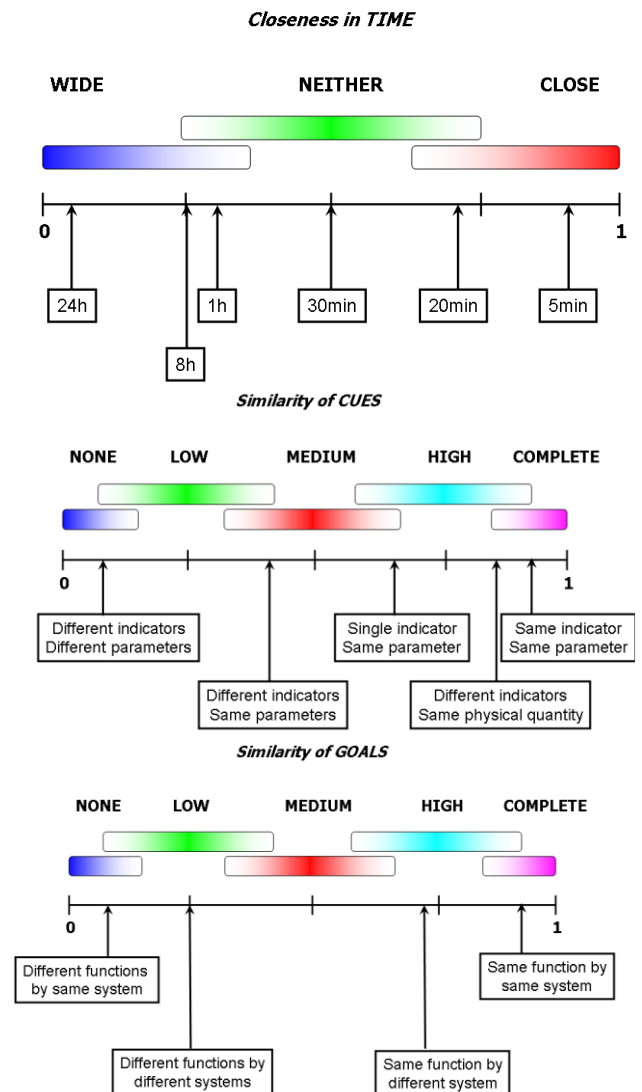 Closeness in TIME
WIDE NEITHER CLOSE
0 1
24h 1h 30min 20min 5min
8h
Similarity of CUES
NONE LOW MEDIUM HIGH COMPLETE
0 1
Different indicators
Different parameters
Single indicator
Same parameter
Same indicator
Same parameter
Different indicators
Same parameters
Different indicators
Same physical quantity
Similarity of GOALS
NONE LOW MEDIUM HIGH COMPLETE
0 1
Different functions
by same system
Same function by
same system
Different functions by
different systems
Same function by
different system